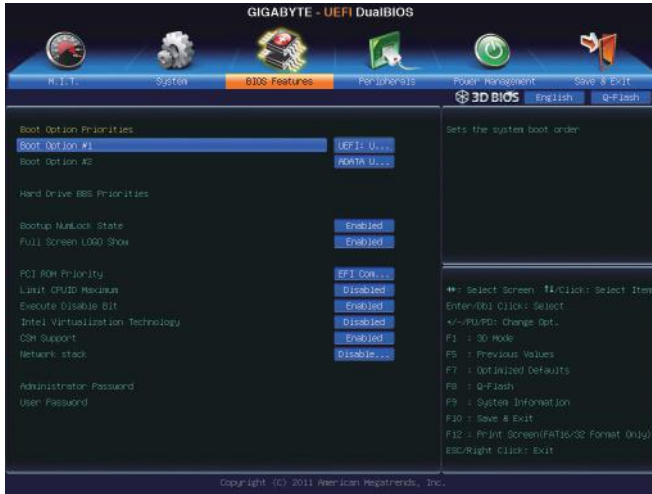 GIGABYTE - UEFI DualBIOS
M.I.T. System BIOS Features Peripherals Power Management Save & Exit
3D BIOS English Q-Flash
Boot Option Priorities
Boot Option #1 UEFI: U...
Boot Option #2 ADATA U...
Hard Drive BBS Priorities
Bootup NumLock State Enabled
Full Screen LOGO Show Enabled
PCI ROM Priority EFI Com...
Limit CPUID Maximum Disabled
Execute Disable Bit Enabled
Intel Virtualization Technology Disabled
CSM Support Enabled
Network stack Disable...
Administrator Password
User Password
Sets the system boot order
↔: Select Screen ↑↓/Click: Select Item
Enter/Dbl Click: Select
+/-/PU/PD: Change Opt.
F1 : 3D Mode
F5 : Previous Values
F7 : Optimized Defaults
F8 : Q-Flash
F9 : System Information
F10 : Save & Exit
F12 : Print Screen(FAT16/32 Format Only)
ESC/Right Click: Exit
Copyright (C) 2011 American Megatrends, Inc.